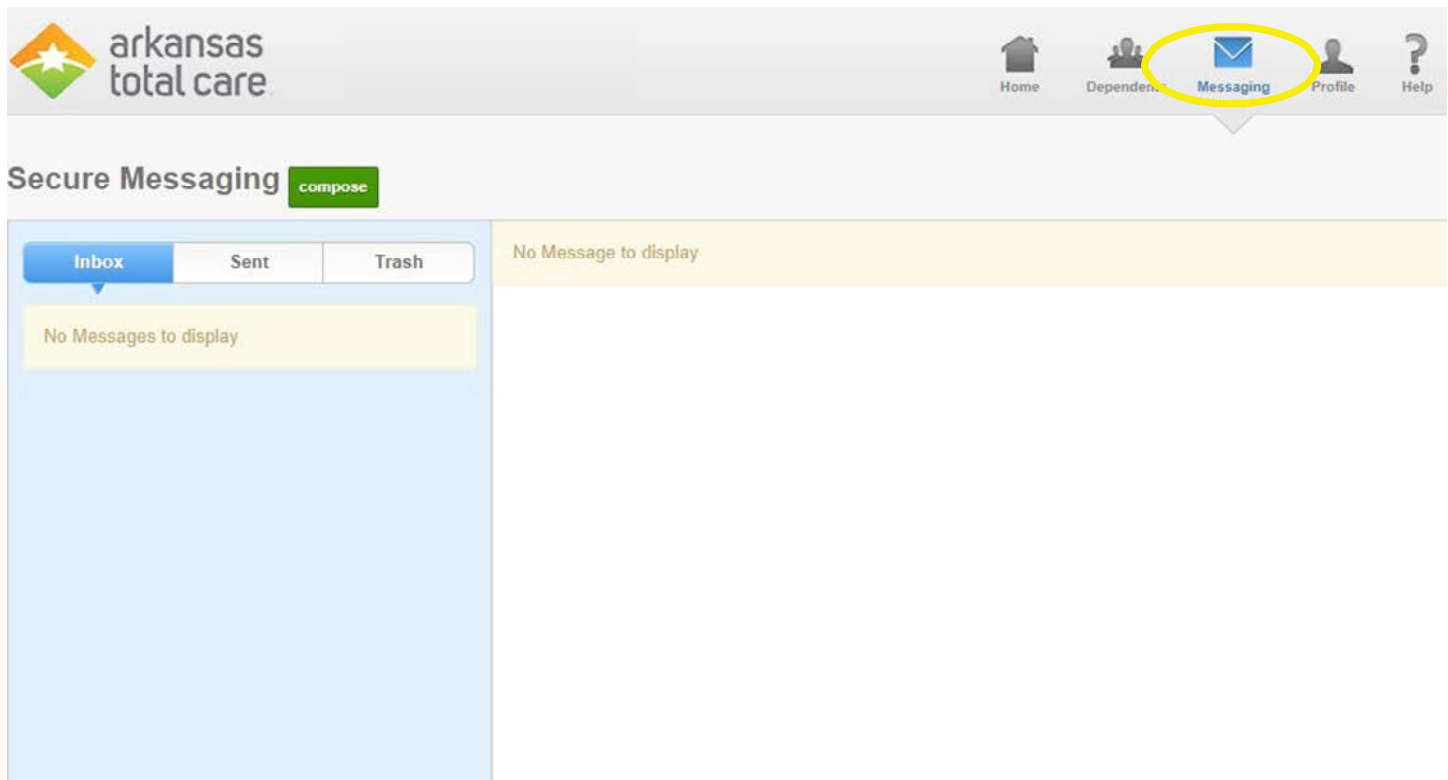 arkansas
total care
Home Dependents Messaging Profile Help
Secure Messaging compose
Inbox Sent Trash
No Message to display
No Messages to display